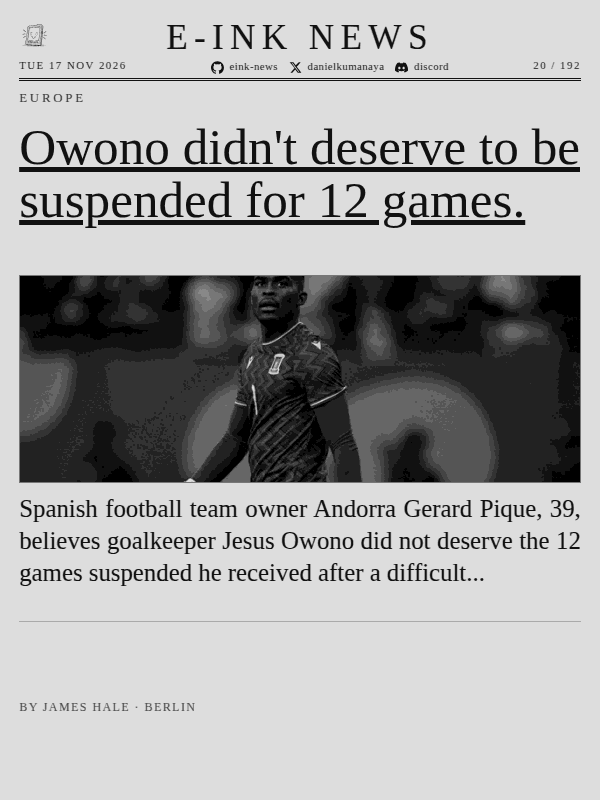 E-INK NEWS
TUE 17 NOV 2026
eink-news danielkumanaya discord
20 / 192
EUROPE
Owono didn't deserve to be
suspended for 12 games.
Spanish football team owner Andorra Gerard Pique, 39,
believes goalkeeper Jesus Owono did not deserve the 12
games suspended he received after a difficult...
BY JAMES HALE · BERLIN